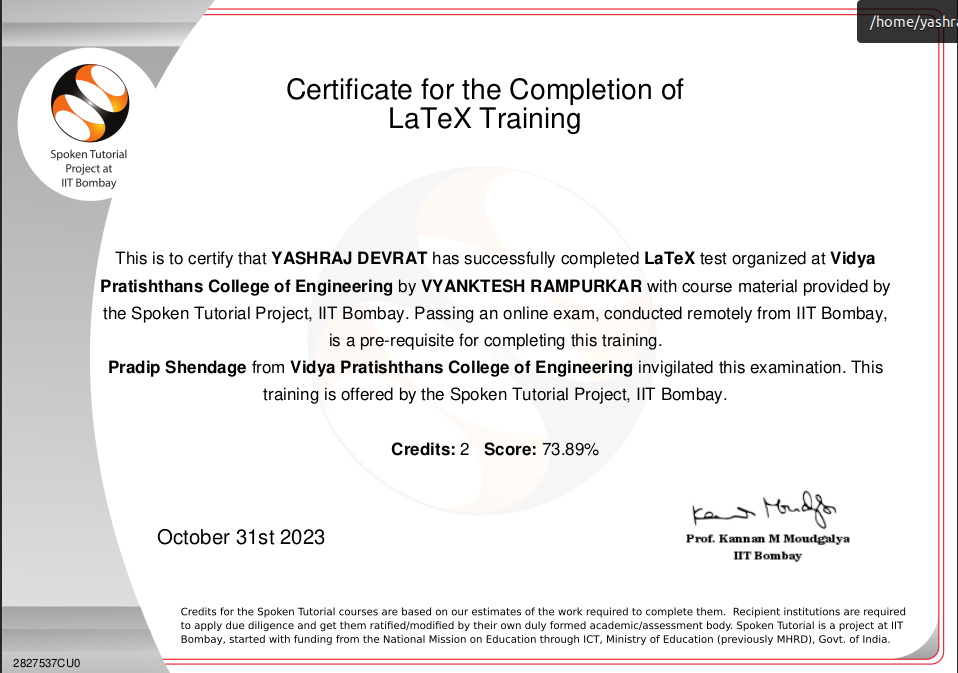 /home/yashra
Certificate for the Completion of
LaTeX Training
Spoken Tutorial
Project at
IIT Bombay
This is to certify that YASHRAJ DEVRAT has successfully completed LaTeX test organized at Vidya
Pratishthans College of Engineering by VYANKTESH RAMPURKAR with course material provided by
the Spoken Tutorial Project, IIT Bombay. Passing an online exam, conducted remotely from IIT Bombay,
is a pre-requisite for completing this training.
Pradip Shendage from Vidya Pratishthans College of Engineering invigilated this examination. This
training is offered by the Spoken Tutorial Project, IIT Bombay.
Credits: 2 Score: 73.89%
October 31st 2023
Prof. Kannan M Moudgalya
IIT Bombay
Credits for the Spoken Tutorial courses are based on our estimates of the work required to complete them. Recipient institutions are required
to apply due diligence and get them ratified/modified by their own duly formed academic/assessment body. Spoken Tutorial is a project at IIT
Bombay, started with funding from the National Mission on Education through ICT, Ministry of Education (previously MHRD), Govt. of India.
2827537CU0